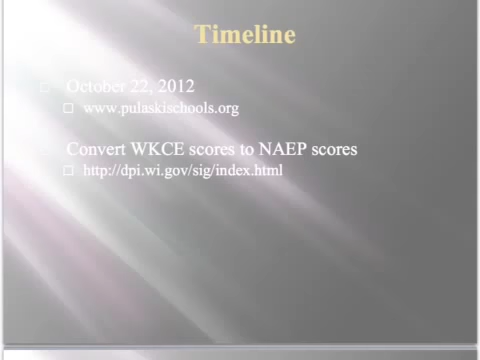 Timeline
October 22, 2012
www.pulaskischools.org
Convert WKCE scores to NAEP scores
http://dpi.wi.gov/sig/index.html